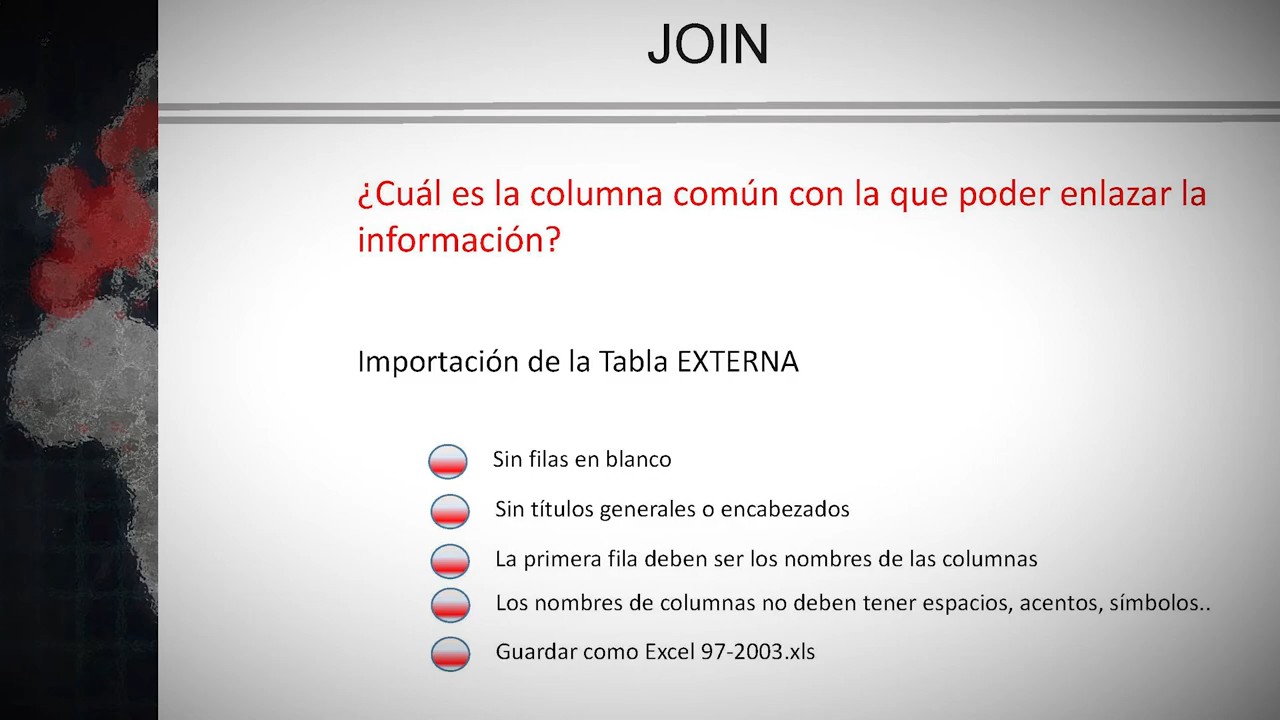 JOIN
¿Cuál es la columna común con la que poder enlazar la
información?
Importación de la Tabla EXTERNA
Sin filas en blanco
Sin títulos generales o encabezados
La primera fila deben ser los nombres de las columnas
Los nombres de columnas no deben tener espacios, acentos, símbolos..
Guardar como Excel 97-2003.xls